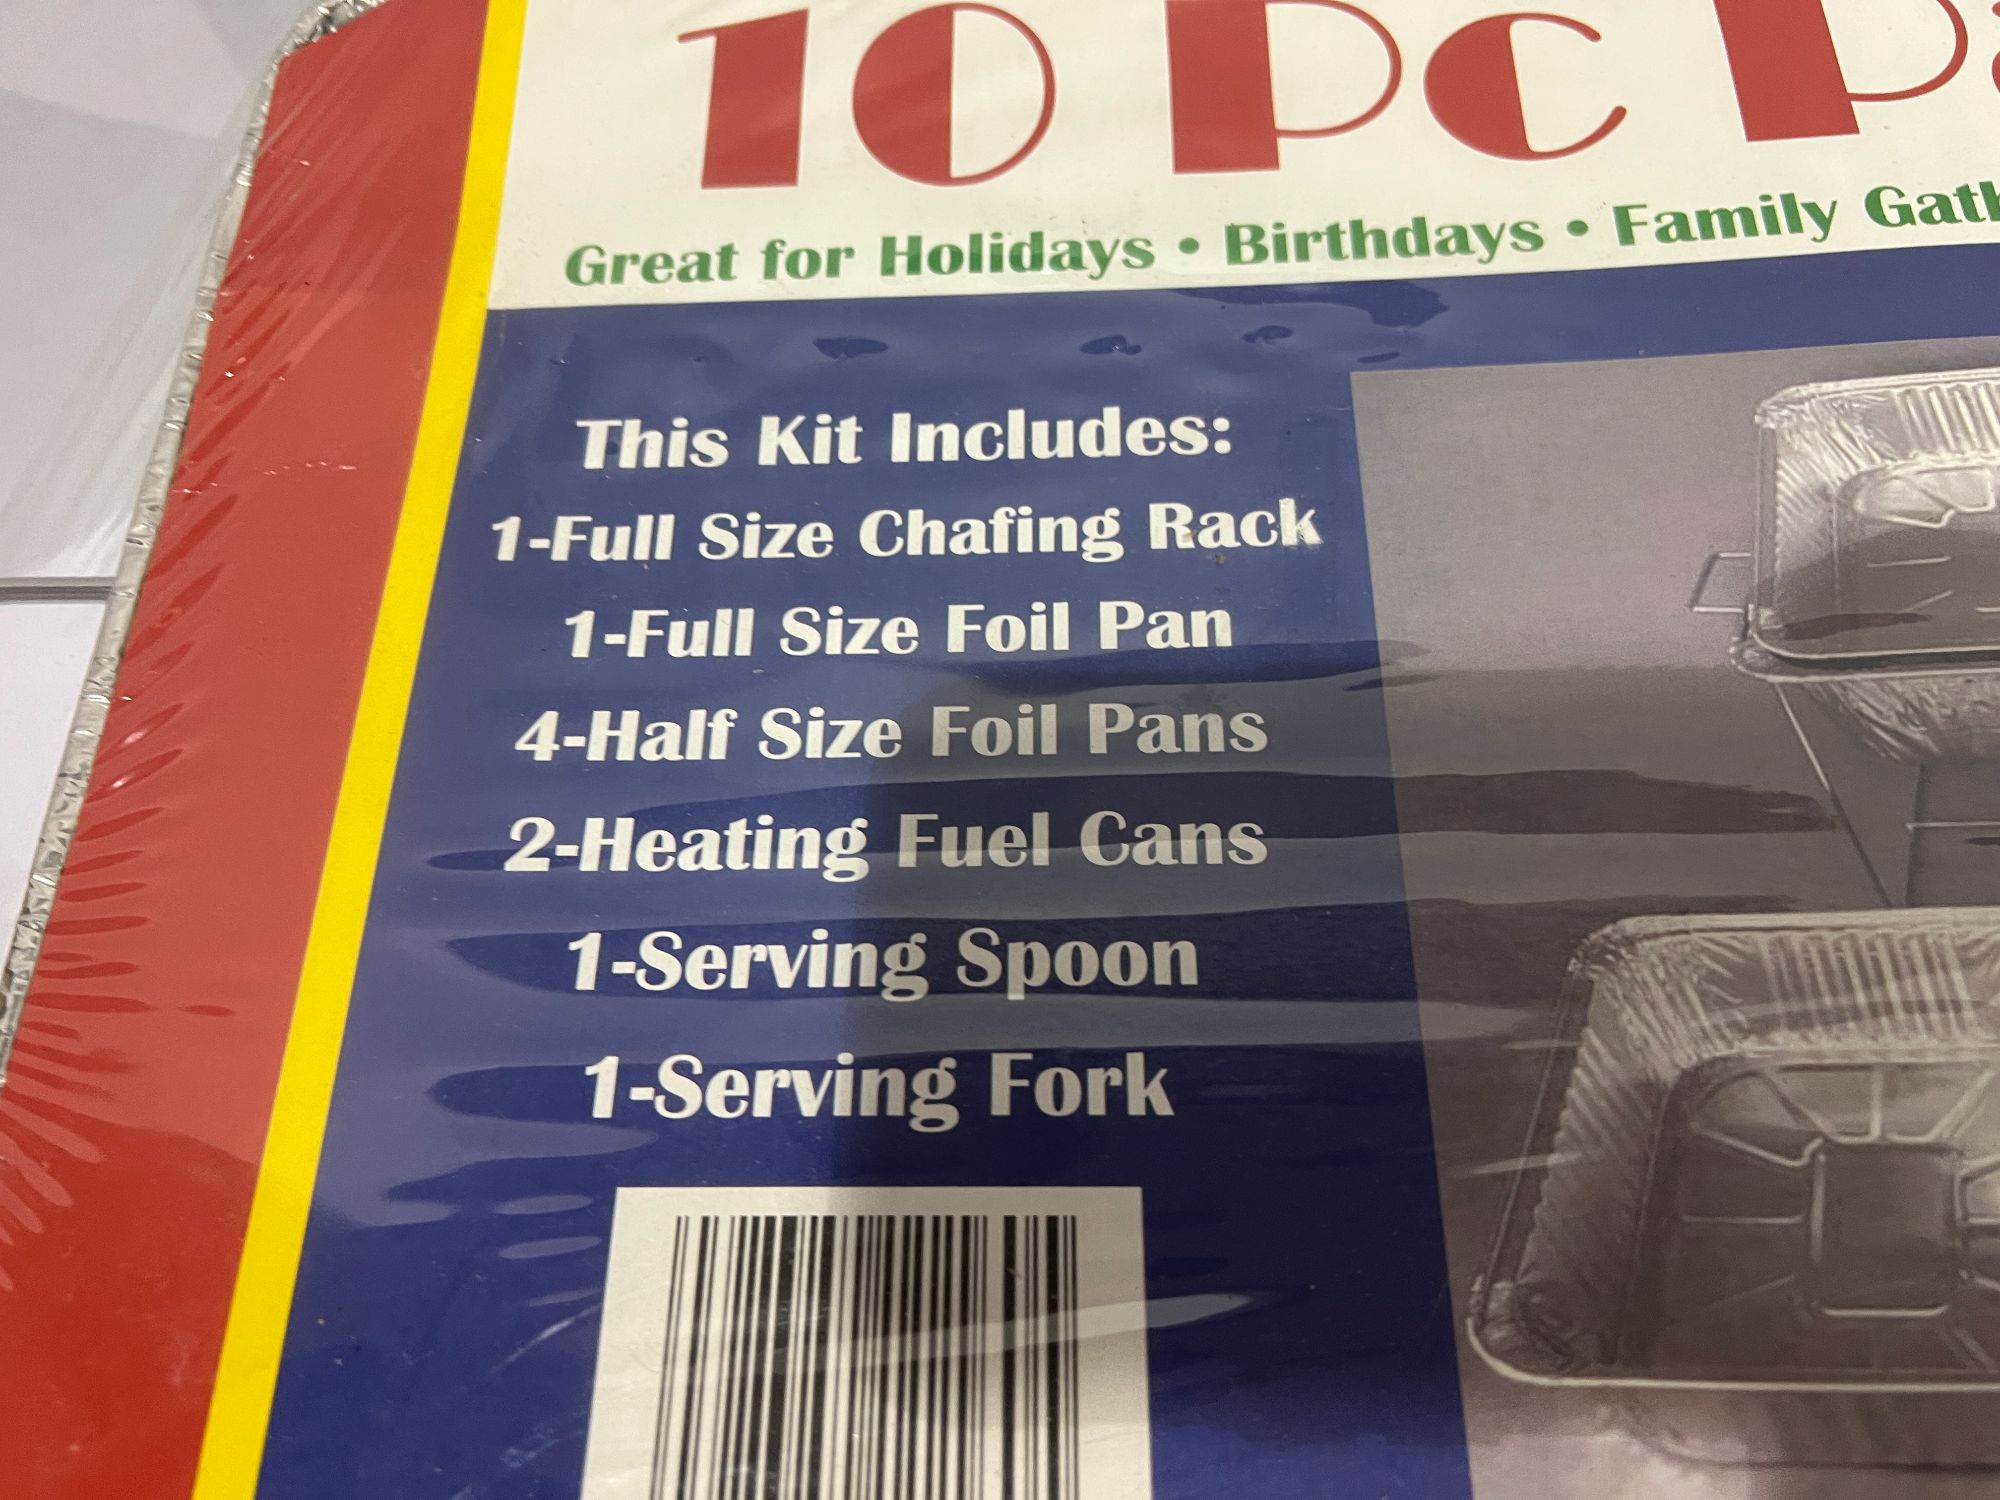 10 Pc
Great for Holidays • Birthdays • Family
This Kit Includes:
1-Full Size Chafing Rack
1-Full Size Foil Pan
4-Half Size Foil Pans
2-Heating Fuel Cans
1-Serving Spoon
1-Serving Fork